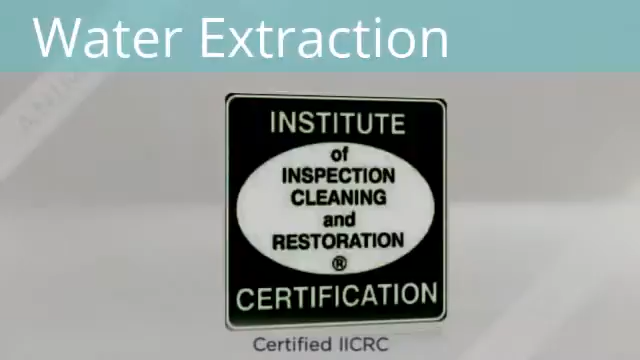 Water Extraction
INSTITUTE
of
INSPECTION
CLEANING
and
RESTORATION
®
CERTIFICATION
Certified IICRC